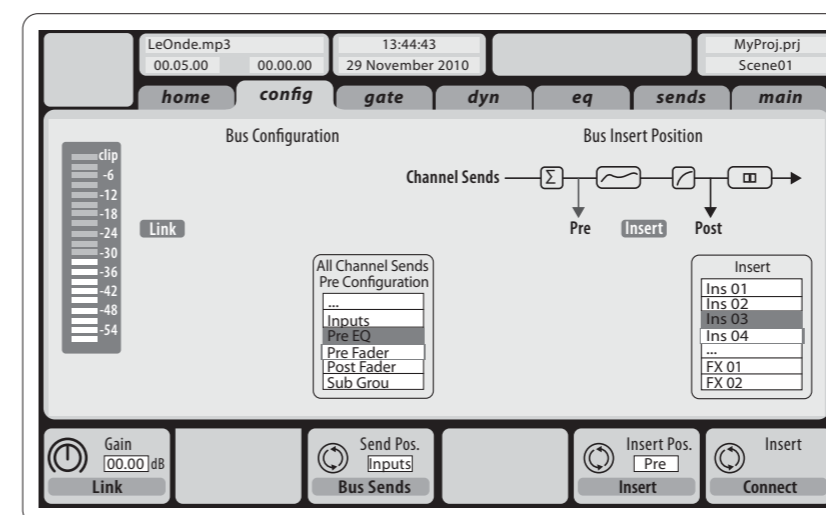 LeOnde.mp3
00.05.00 00.00.00
13:44:43
29 November 2010
MyProj.prj
Scene01
home config gate dyn eq sends main
Bus Configuration
Bus Insert Position
clip
-6
-12
-18
-24
-30
-36
-42
-48
-54
Link
Channel Sends
Σ
Pre Insert Post
All Channel Sends
Pre Configuration
...
Inputs
Pre EQ
Pre Fader
Post Fader
Sub Grou
Insert
Ins 01
Ins 02
Ins 03
Ins 04
...
FX 01
FX 02
Gain
00.00 dB
Link
Send Pos.
Inputs
Bus Sends
Insert Pos.
Pre
Insert
Insert
Connect